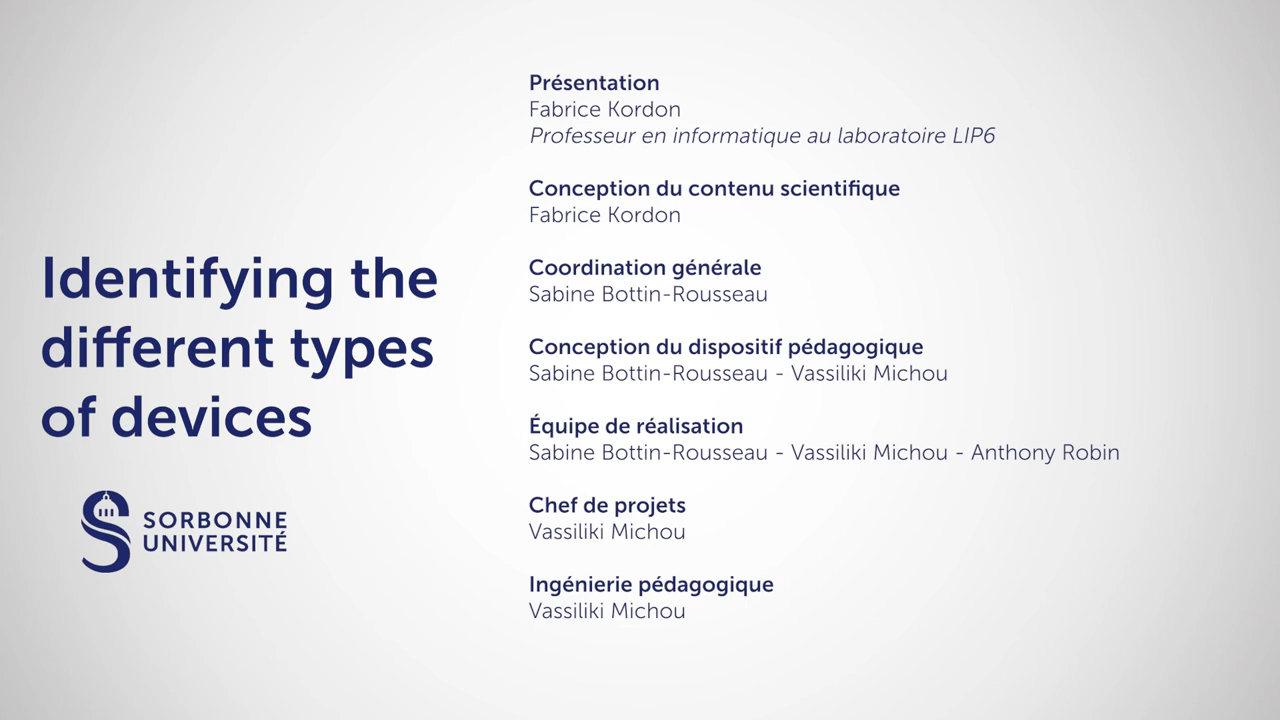 Identifying the
different types
of devices
SORBONNE
UNIVERSITÉ
Présentation
Fabrice Kordon
Professeur en informatique au laboratoire LIP6
Conception du contenu scientifique
Fabrice Kordon
Coordination générale
Sabine Bottin-Rousseau
Conception du dispositif pédagogique
Sabine Bottin-Rousseau - Vassiliki Michou
Équipe de réalisation
Sabine Bottin-Rousseau - Vassiliki Michou - Anthony Robin
Chef de projets
Vassiliki Michou
Ingénierie pédagogique
Vassiliki Michou